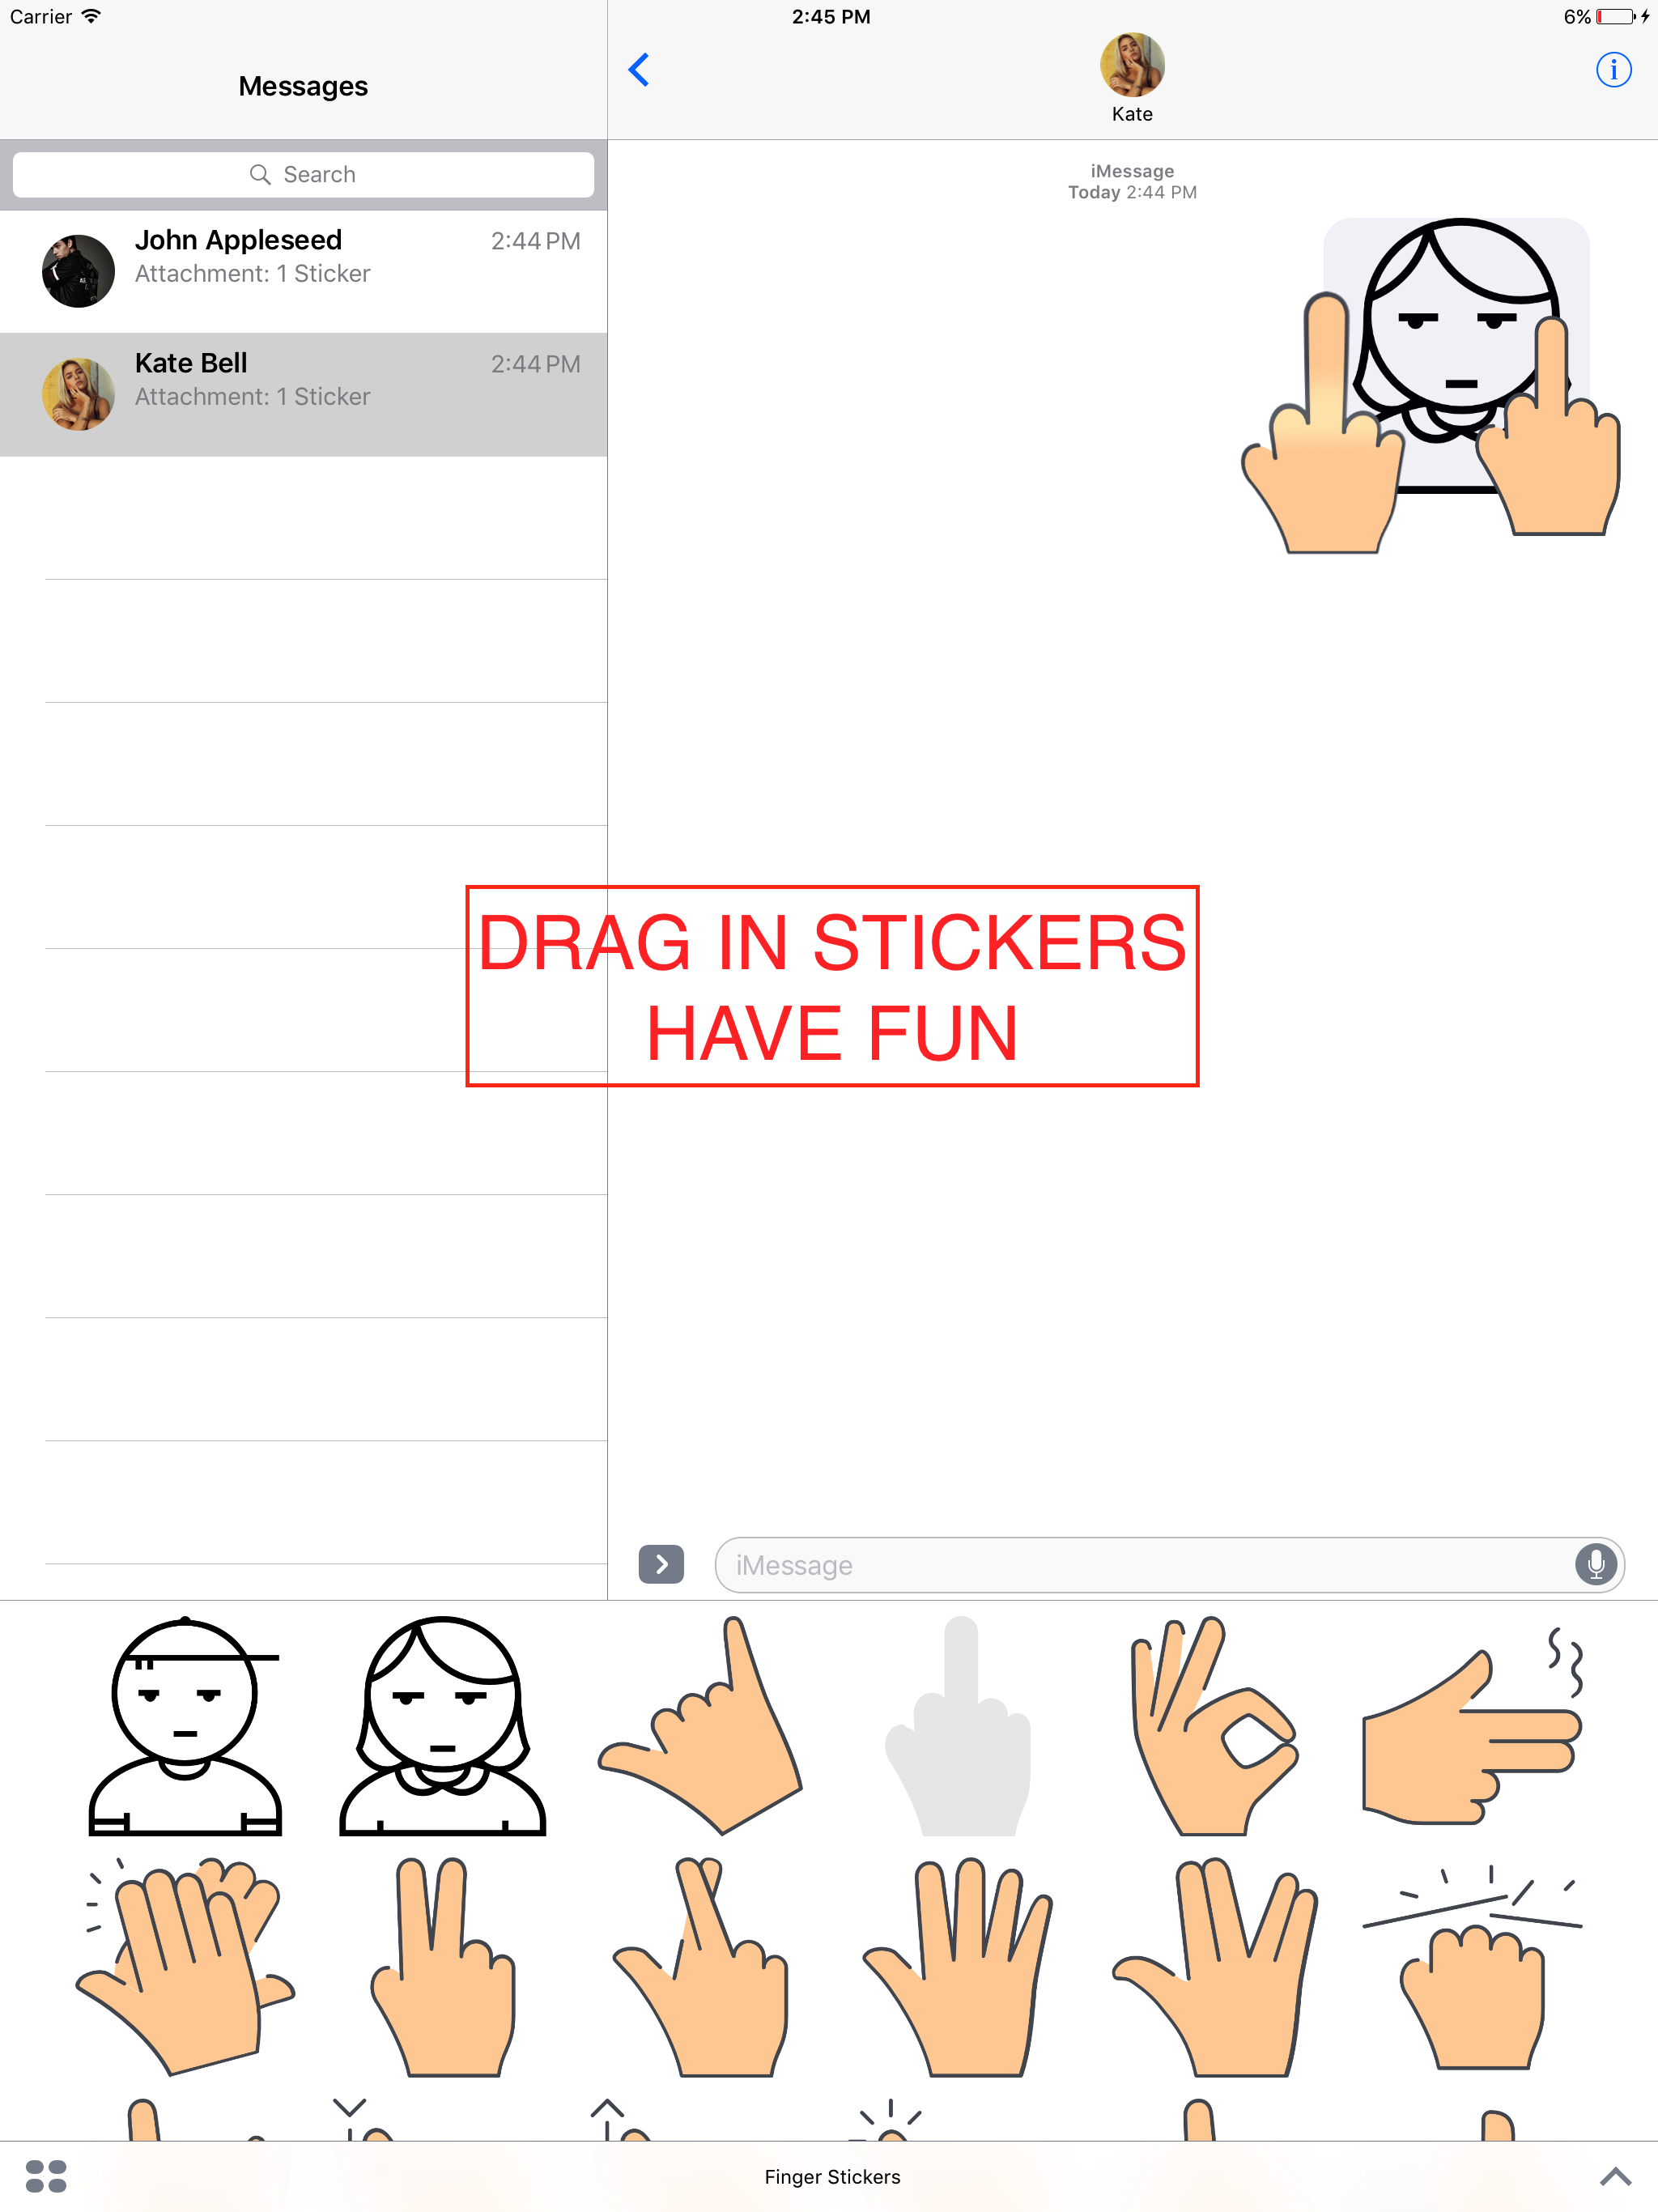 Carrier
2:45 PM
6%
Messages
Kate
Search
iMessage
Today 2:44 PM
John Appleseed 2:44 PM
Attachment: 1 Sticker
Kate Bell 2:44 PM
Attachment: 1 Sticker
DRAG IN STICKERS
HAVE FUN
iMessage
Finger Stickers